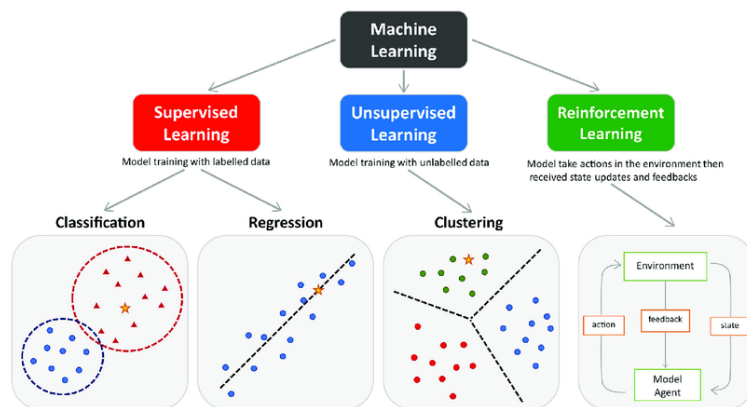 Machine
Learning
Supervised
Learning
Unsupervised
Learning
Reinforcement
Learning
Model training with labelled data
Model training with unlabelled data
Model take actions in the environment then
received state updates and feedbacks
Classification
Regression
Clustering
Environment
action
feedback
state
Model
Agent